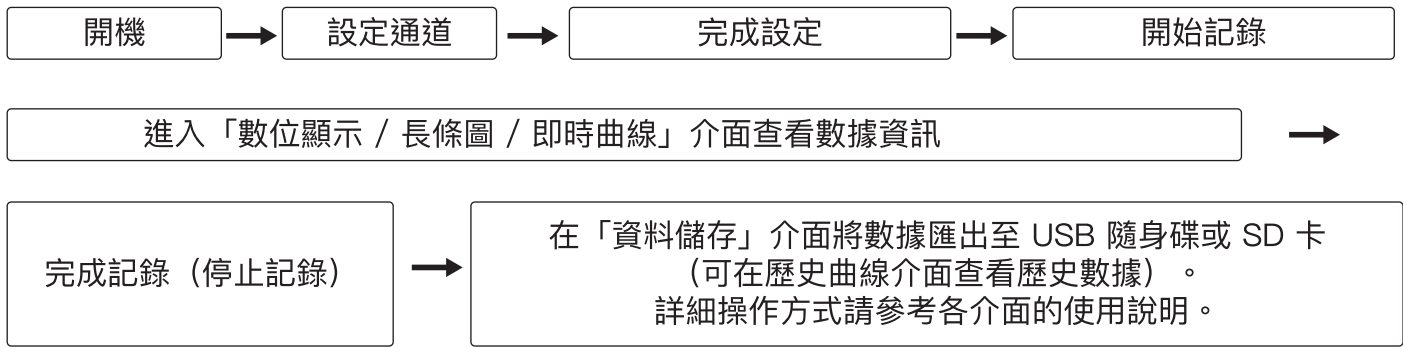 開機
設定通道
完成設定
開始記錄
進入「數位顯示 / 長條圖 / 即時曲線」介面查看數據資訊
完成記錄（停止記錄）
在「資料儲存」介面將數據匯出至 USB 隨身碟或 SD 卡
（可在歷史曲線介面查看歷史數據）。
詳細操作方式請參考各介面的使用說明。